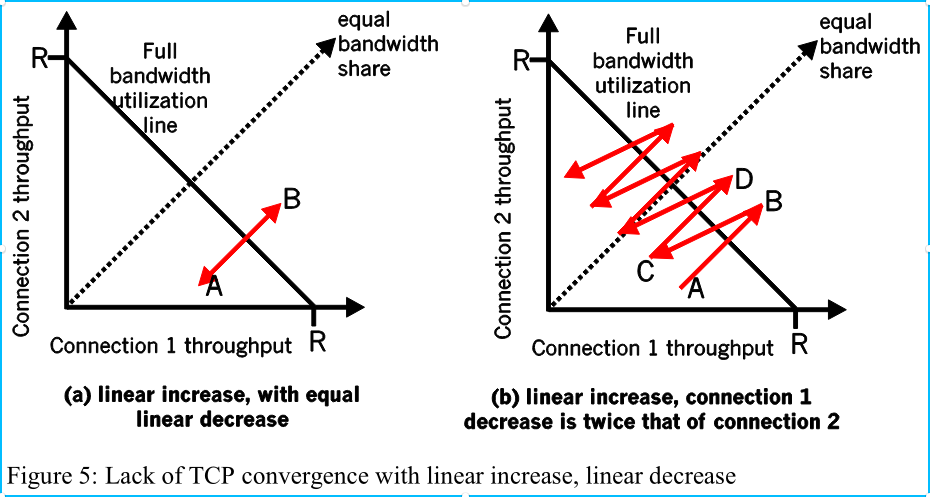 equal
bandwidth
share
Full
bandwidth
utilization
line
R
Connection 2 throughput
B
A
R
Connection 1 throughput
(a) linear increase, with equal
linear decrease
equal
bandwidth
share
Full
bandwidth
utilization
line
R
Connection 2 throughput
D
B
C
A
R
Connection 1 throughput
(b) linear increase, connection 1
decrease is twice that of connection 2
Figure 5: Lack of TCP convergence with linear increase, linear decrease